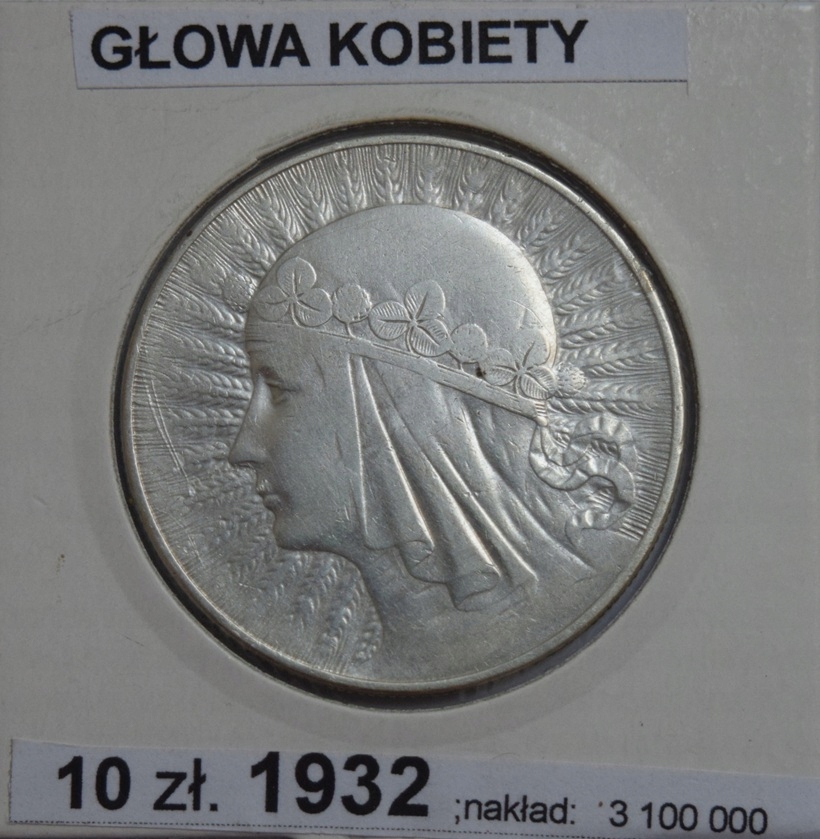 GŁOWA KOBIETY
10 zł. 1932 ;nakład: 3 100 000